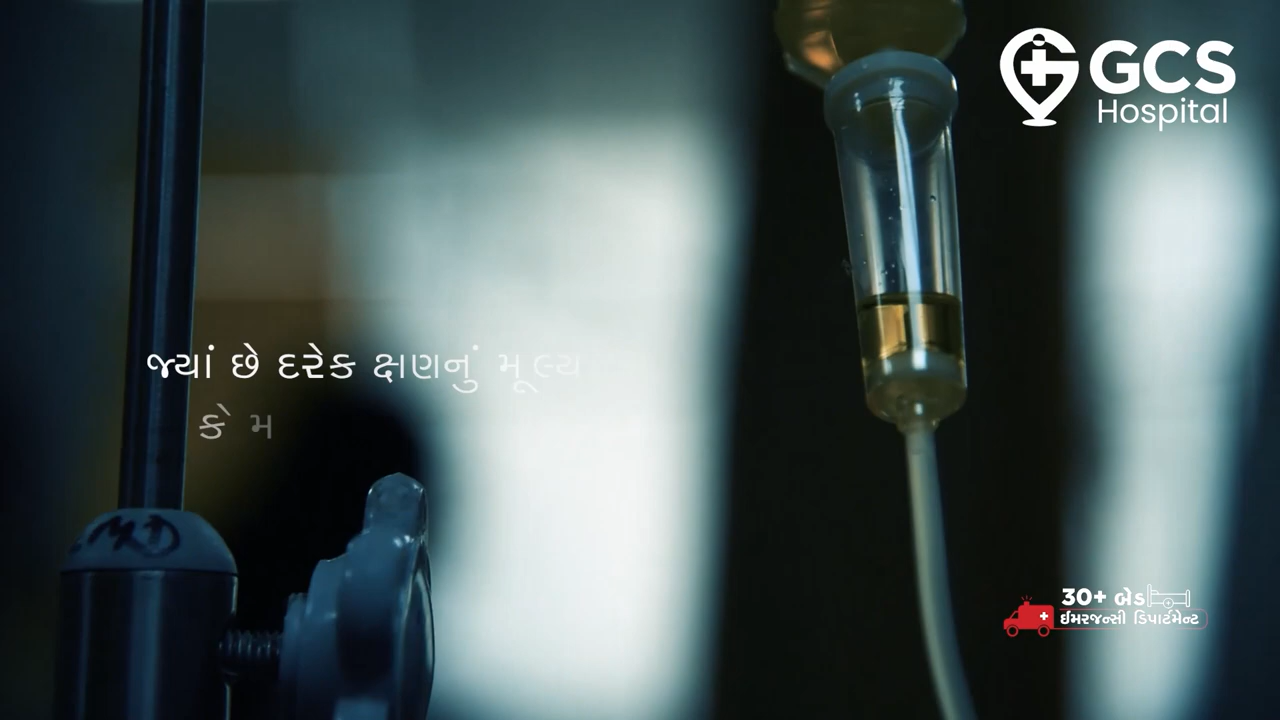 GCS
Hospital
જ્યાં છે દરેક ક્ષણનું મૂલ્ય
કે મ
30+ બેડ
ઈમરજન્સી ડિપાર્ટમેન્ટ